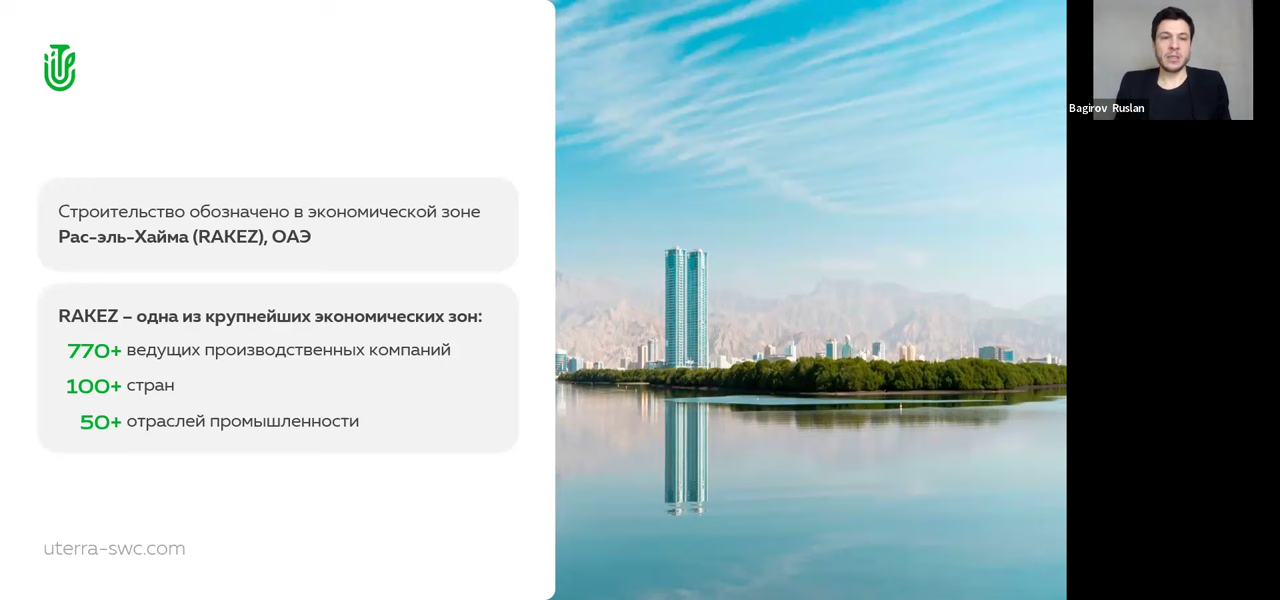 Строительство обозначено в экономической зоне
Рас-эль-Хайма (RAKEZ), ОАЭ
RAKEZ – одна из крупнейших экономических зон:
770+ ведущих производственных компаний
100+ стран
50+ отраслей промышленности
uterra-swc.com
Bagirov Ruslan